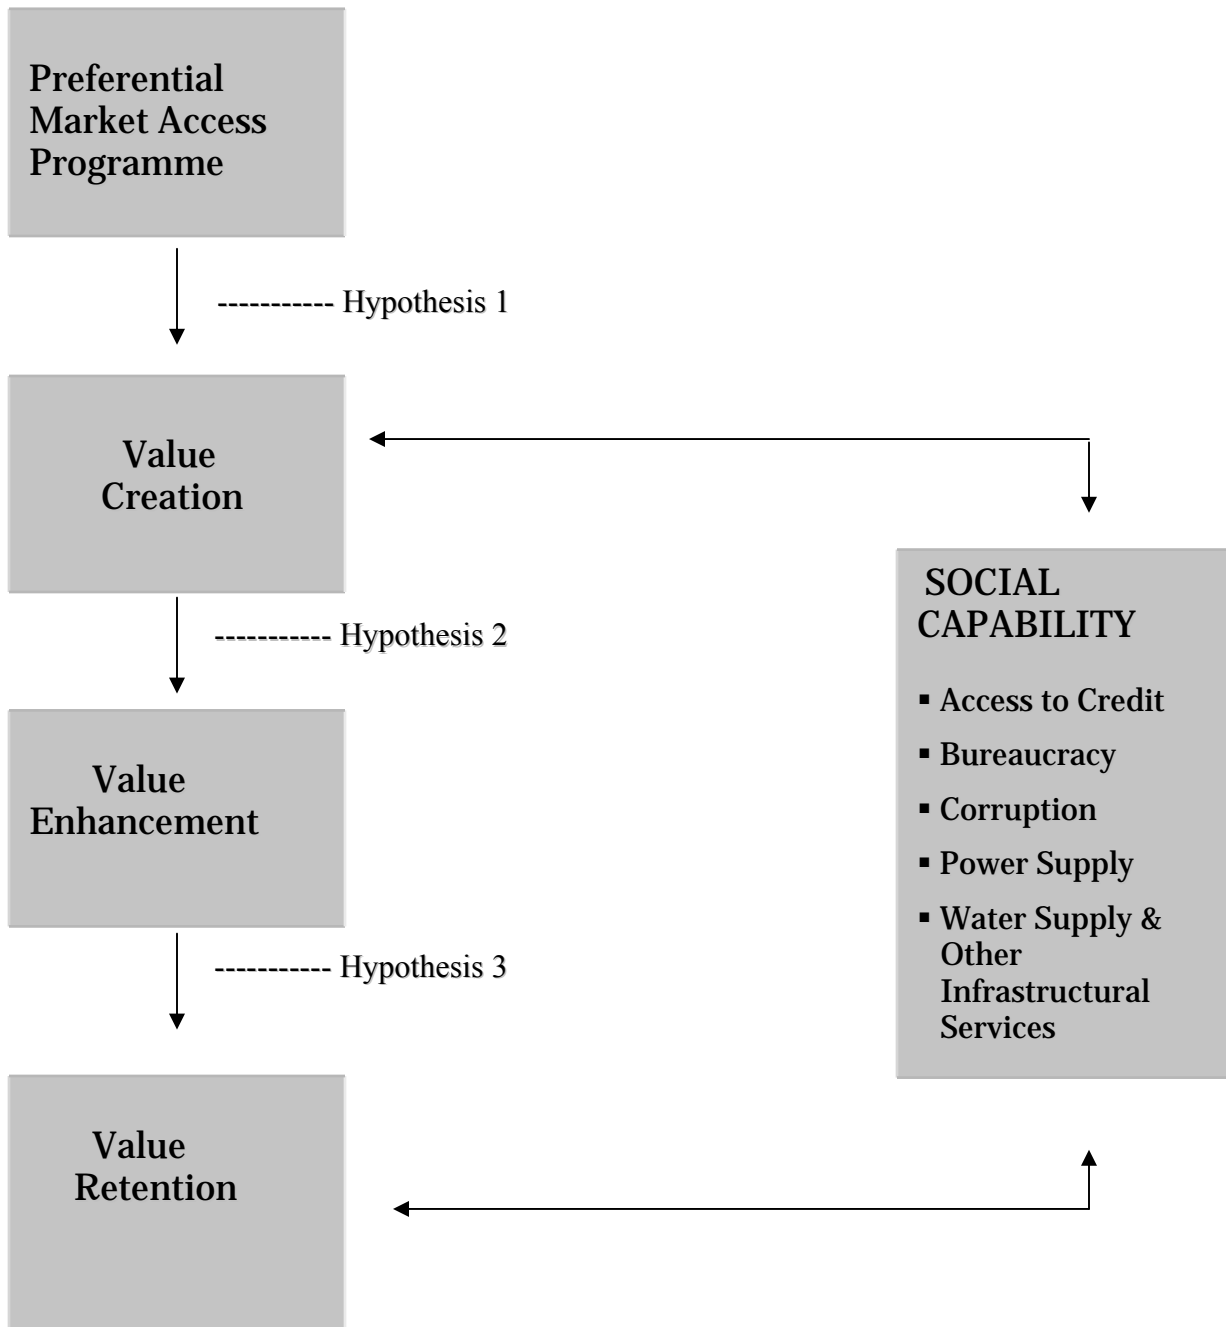 Preferential
Market Access
Programme
----------- Hypothesis 1
Value
Creation
----------- Hypothesis 2
Value
Enhancement
----------- Hypothesis 3
Value
Retention
SOCIAL
CAPABILITY
▪ Access to Credit
▪ Bureaucracy
▪ Corruption
▪ Power Supply
▪ Water Supply &
Other
Infrastructural
Services